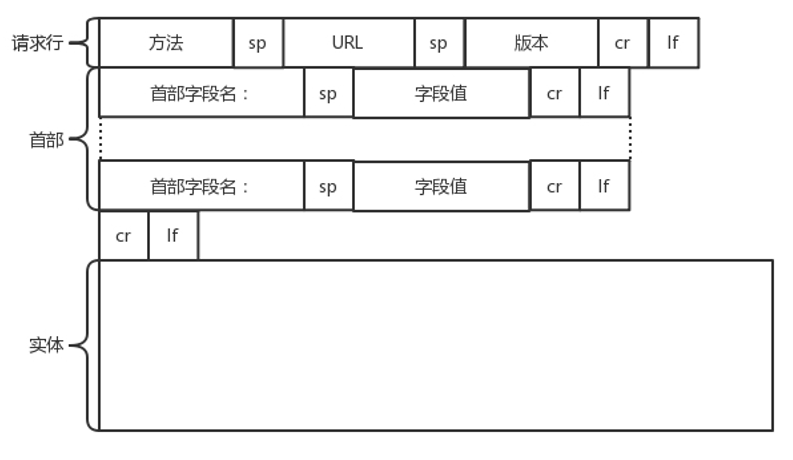 请求行 方法 sp URL sp 版本 cr lf
首部字段名： sp 字段值 cr lf
首部
首部字段名： sp 字段值 cr lf
cr lf
实体